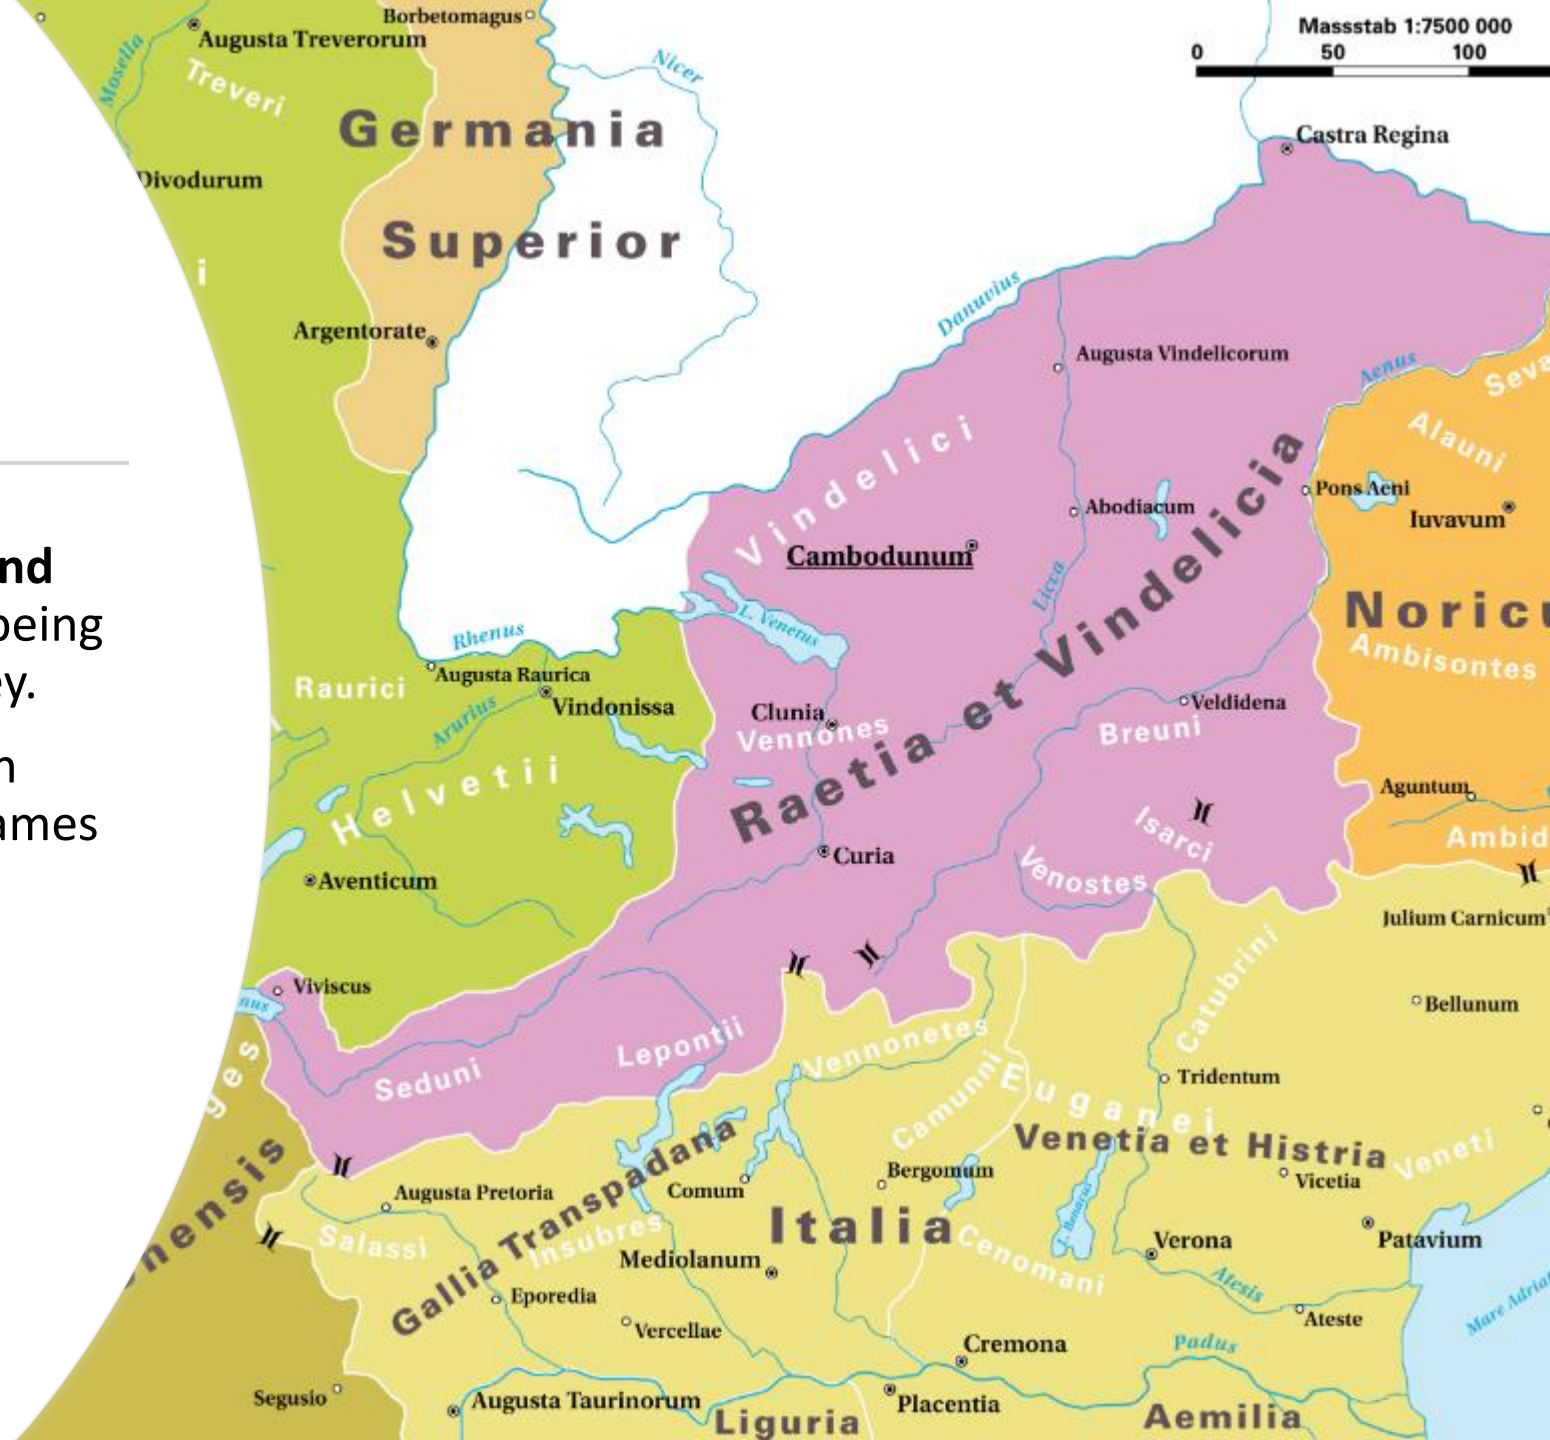 Borbetomagus
Augusta Treverorum
Mosella
Treveri
Nicer
Massstab 1:7500 000
0 50 100
Germania
Superior
Castra Regina
Divodurum
i
Danuvius
Argentorate
Augusta Vindelicorum
Aenus
Seva
Alauni
Vindelici
Pons Aeni
Abodiacum
Iuvavum
Cambodunum
nd
being
ey.
n
ames
Licca
Raetia et Vindelicia
Noricu
Ambisontes
L. Venetus
Rhenus
Augusta Raurica
Raurici
Vindonissa
Arurius
Clunia
Vennones
Veldidena
Breuni
Helvetii
Aguntum
Isarci
Ambid
Curia
Venostes
Aventicum
Julium Carnicum
Catubrini
Viviscus
nus
Bellunum
Lepontii
Seduni
Vennonetes
ges
Camunni
Euganei
Tridentum
Venetia et Histria
Veneti
Vicetia
nensis
Augusta Pretoria
Gallia Transpadana
Comum
Bergomum
L. Benacus
Salassi
Insubres
Italia
Cenomani
Verona
Patavium
Mediolanum
Atesis
Mare Adria
Eporedia
Ateste
Vercellae
Cremona
Padus
Segusio
Augusta Taurinorum
Placentia
Liguria
Aemilia